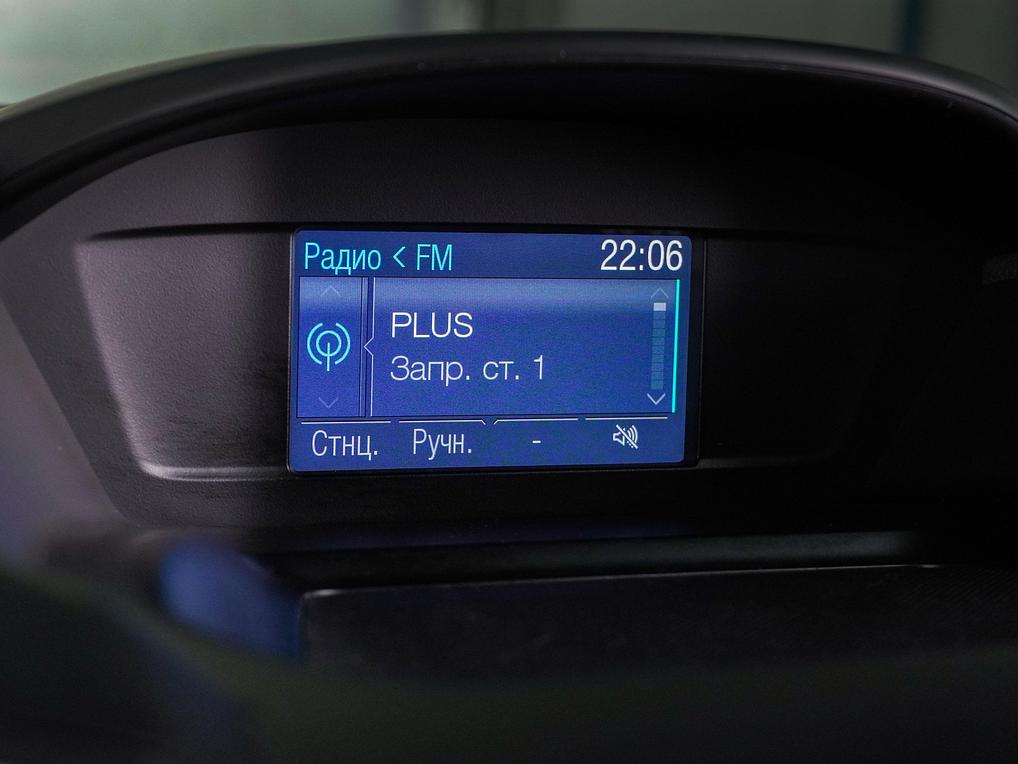 Радио < FM 22:06
PLUS
Запр. ст. 1
Стнц. Ручн. -